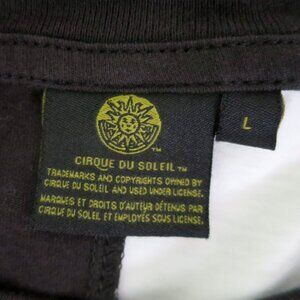 CIRQUE DU SOLEIL™
TRADEMARKS AND COPYRIGHTS OWNED BY
CIRQUE DU SOLEIL AND USED UNDER LICENSE.
MARQUES ET DROITS D'AUTEUR DÉTENUS PAR
CIRQUE DU SOLEIL ET EMPLOYÉS SOUS LICENSE.
L